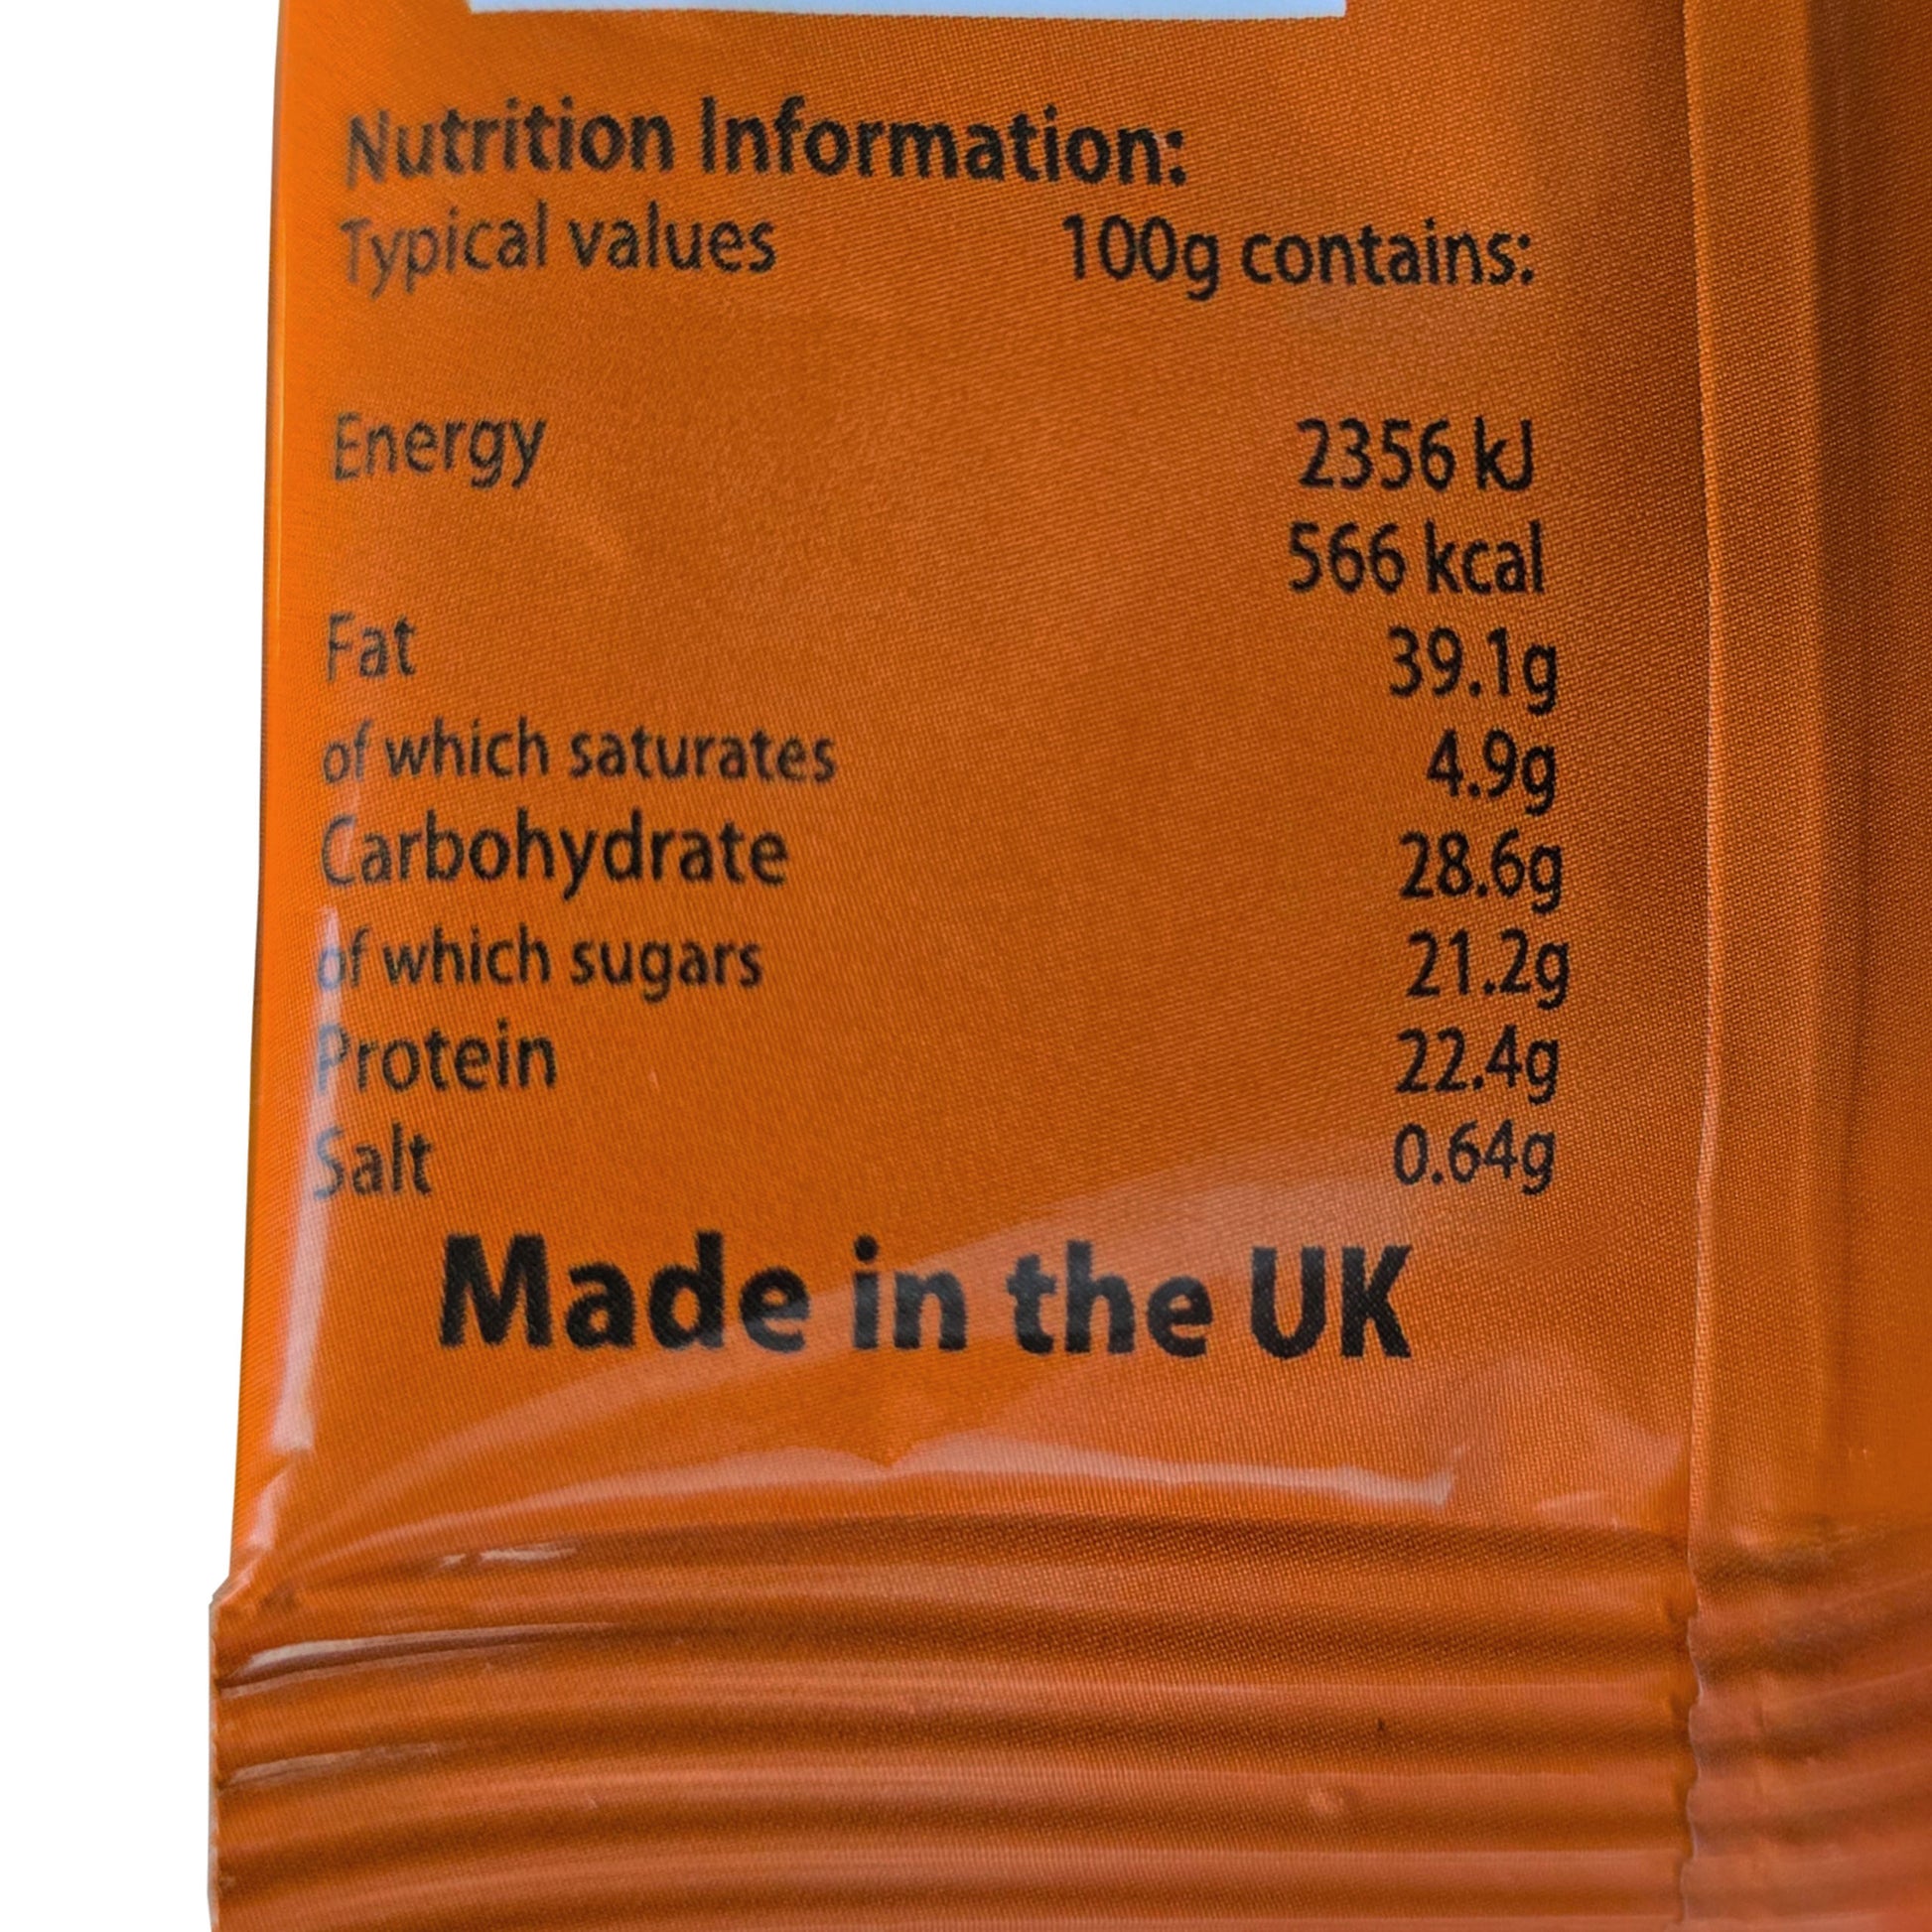 Nutrition Information:
Typical values 100g contains:
Energy 2356 kJ
566 kcal
Fat 39.1g
of which saturates 4.9g
Carbohydrate 28.6g
of which sugars 21.2g
Protein 22.4g
Salt 0.64g
Made in the UK